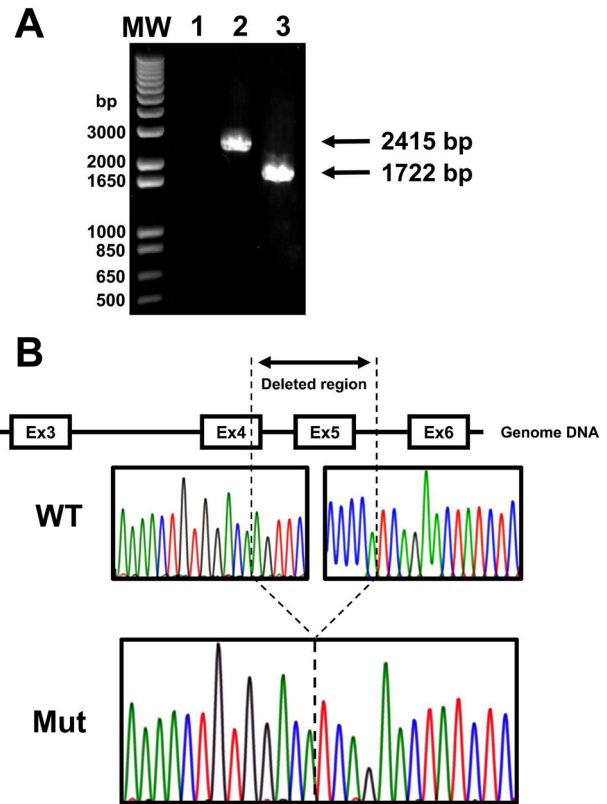 A
MW 1 2 3
bp
3000
2000
1650
1000
850
650
500
2415 bp
1722 bp
B
Deleted region
Ex3 Ex4 Ex5 Ex6 Genome DNA
WT
Mut